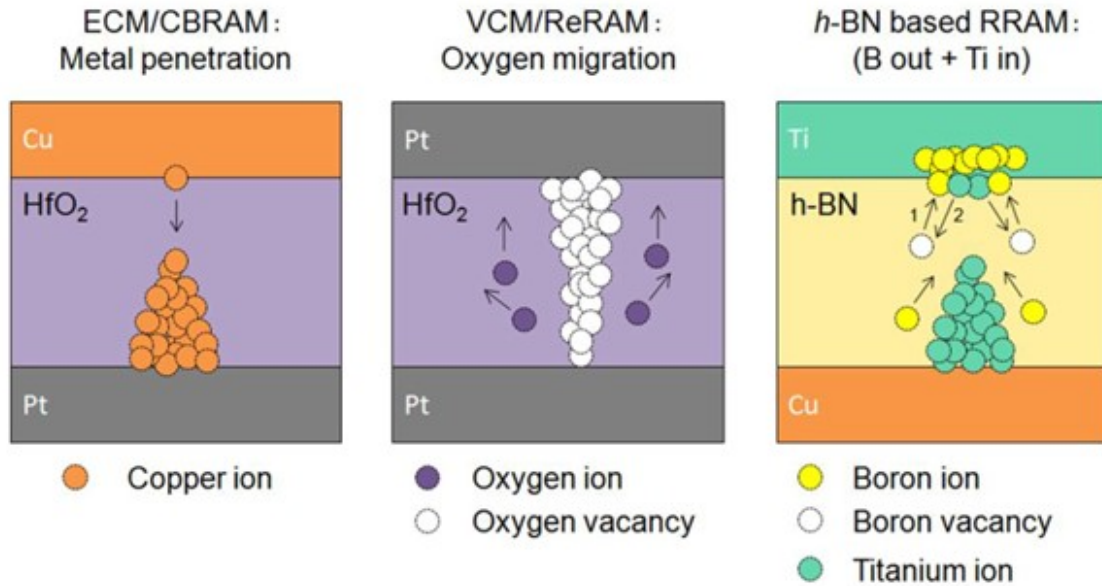 ECM/CBRAM:
Metal penetration
Cu
HfO₂
Pt
Copper ion
VCM/ReRAM:
Oxygen migration
Pt
HfO₂
Pt
Oxygen ion
Oxygen vacancy
h-BN based RRAM:
(B out + Ti in)
Ti
h-BN
1
2
Cu
Boron ion
Boron vacancy
Titanium ion